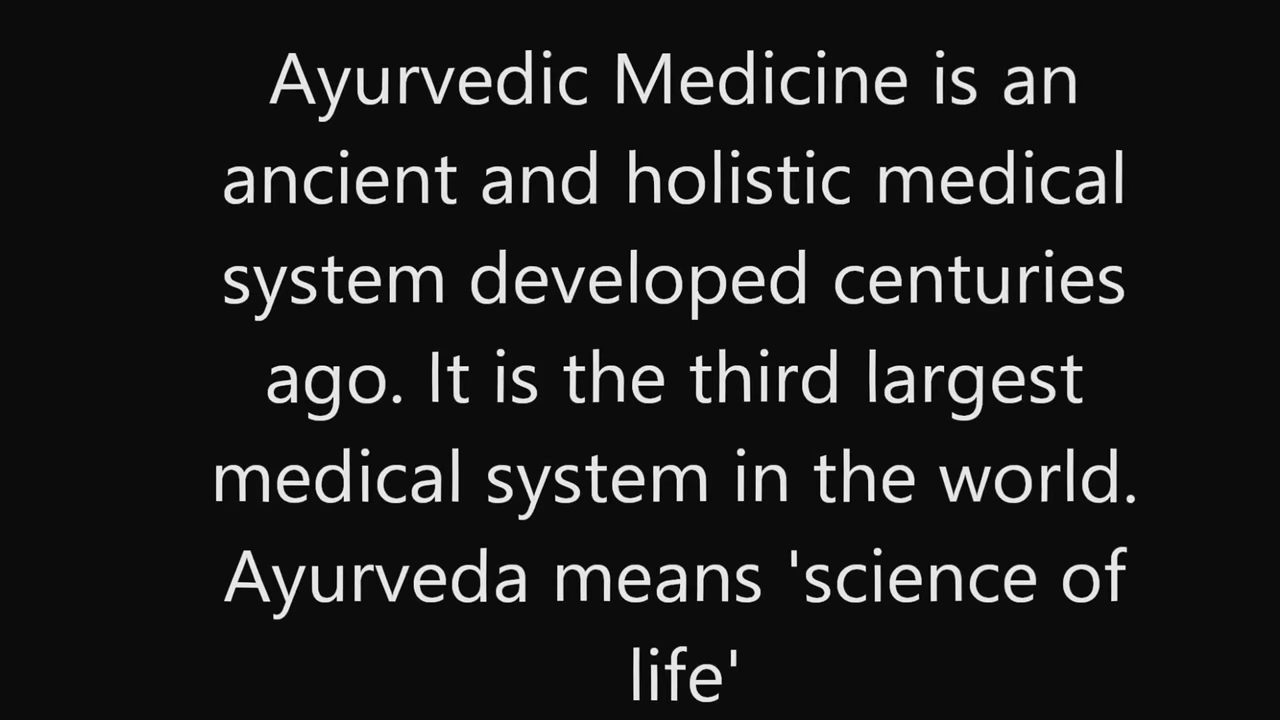 Ayurvedic Medicine is an
ancient and holistic medical
system developed centuries
ago. It is the third largest
medical system in the world.
Ayurveda means 'science of
life'